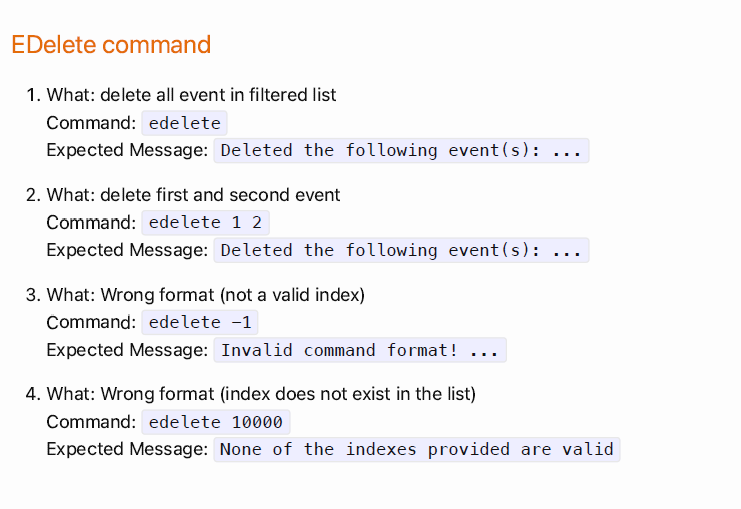 EDelete command
1. What: delete all event in filtered list
Command: edelete
Expected Message: Deleted the following event(s): ...
2. What: delete first and second event
Command: edelete 1 2
Expected Message: Deleted the following event(s): ...
3. What: Wrong format (not a valid index)
Command: edelete −1
Expected Message: Invalid command format! ...
4. What: Wrong format (index does not exist in the list)
Command: edelete 10000
Expected Message: None of the indexes provided are valid